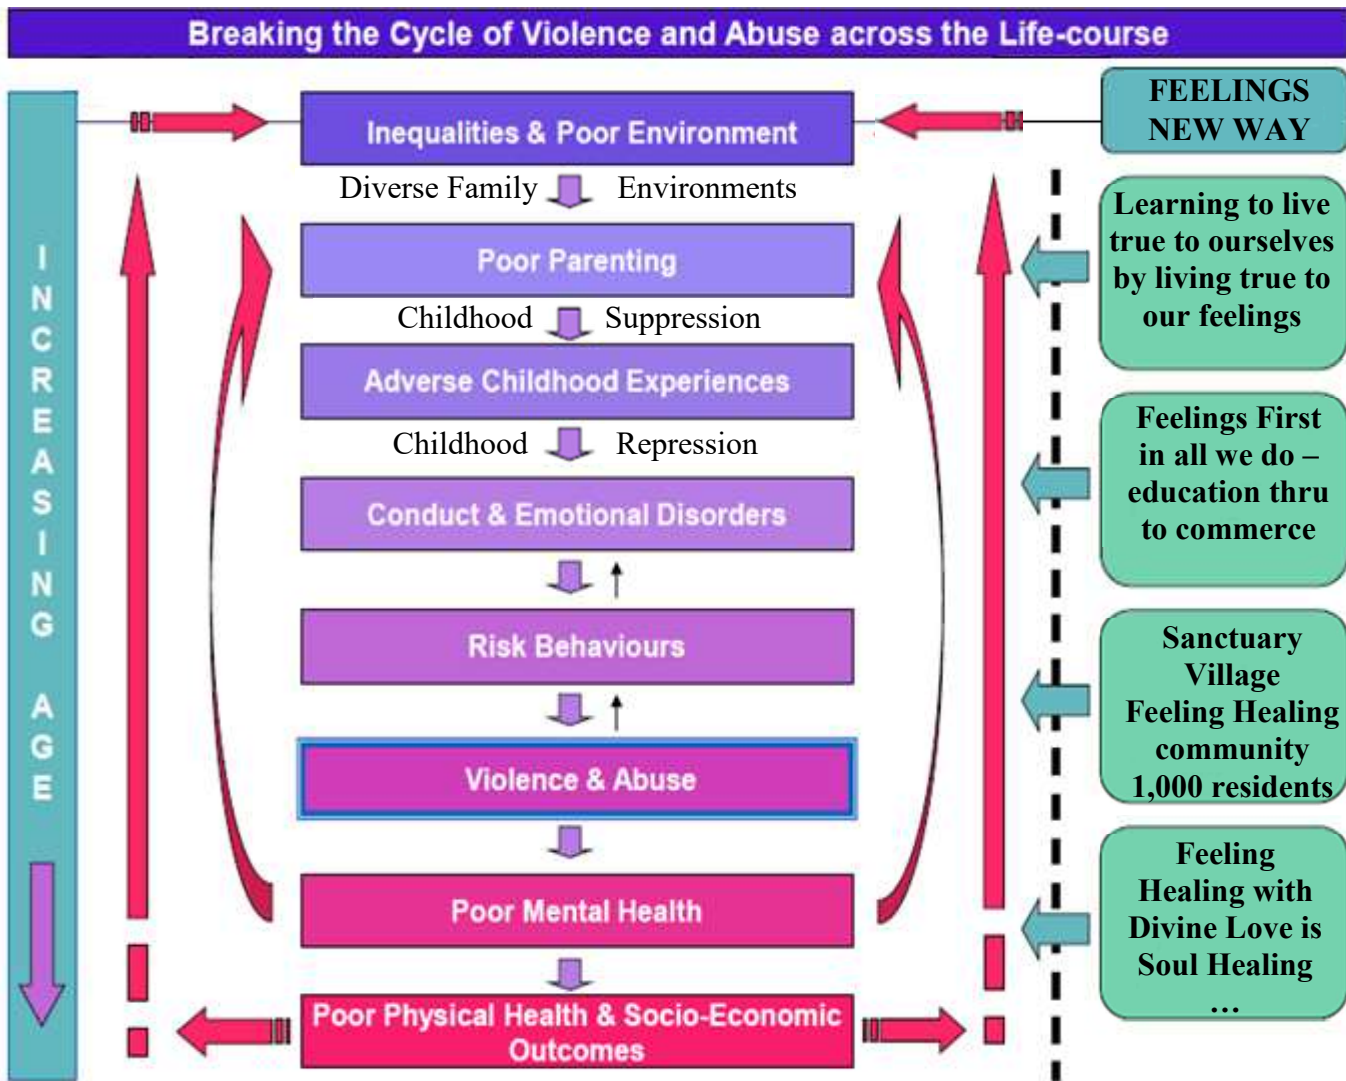 Breaking the Cycle of Violence and Abuse across the Life-course
INCREASING AGE
Inequalities & Poor Environment
Diverse Family Environments
Poor Parenting
Childhood Suppression
Adverse Childhood Experiences
Childhood Repression
Conduct & Emotional Disorders
Risk Behaviours
Violence & Abuse
Poor Mental Health
Poor Physical Health & Socio-Economic
Outcomes
FEELINGS
NEW WAY
Learning to live
true to ourselves
by living true to
our feelings
Feelings First
in all we do –
education thru
to commerce
Sanctuary
Village
Feeling Healing
community
1,000 residents
Feeling
Healing with
Divine Love is
Soul Healing
…